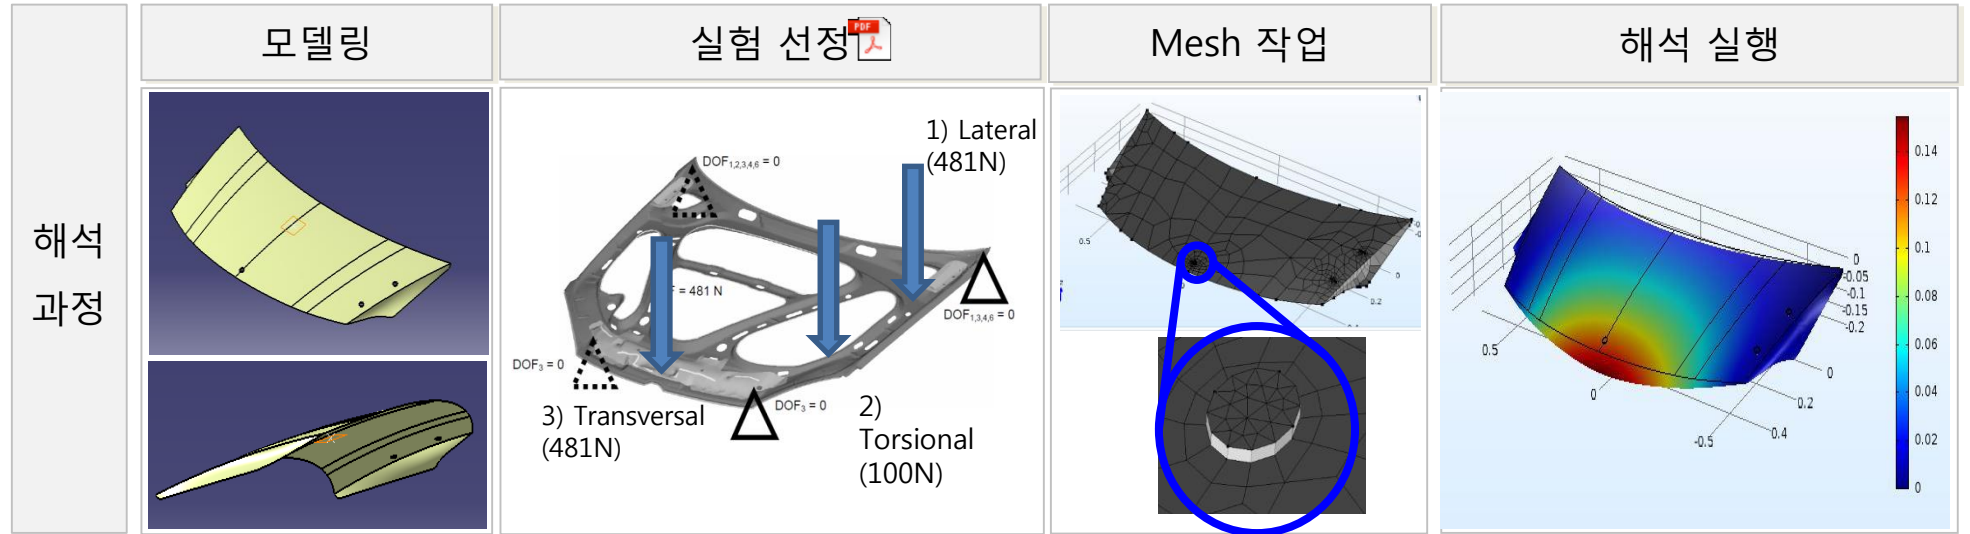 해석
과정
모델링
실험 선정
PDF
Mesh 작업
해석 실행
1) Lateral
(481N)
DOF1,2,3,4,6 = 0
= 481 N
DOF1,3,4,6 = 0
DOF3 = 0
DOF3 = 0
3) Transversal
(481N)
2)
Torsional
(100N)
0.5
0
0.2
0.14
0.12
0.1
0.08
0.06
0.04
0.02
0
0
-0.05
-0.1
-0.15
-0.2
0.5
0
0
0.2
0.4
-0.5